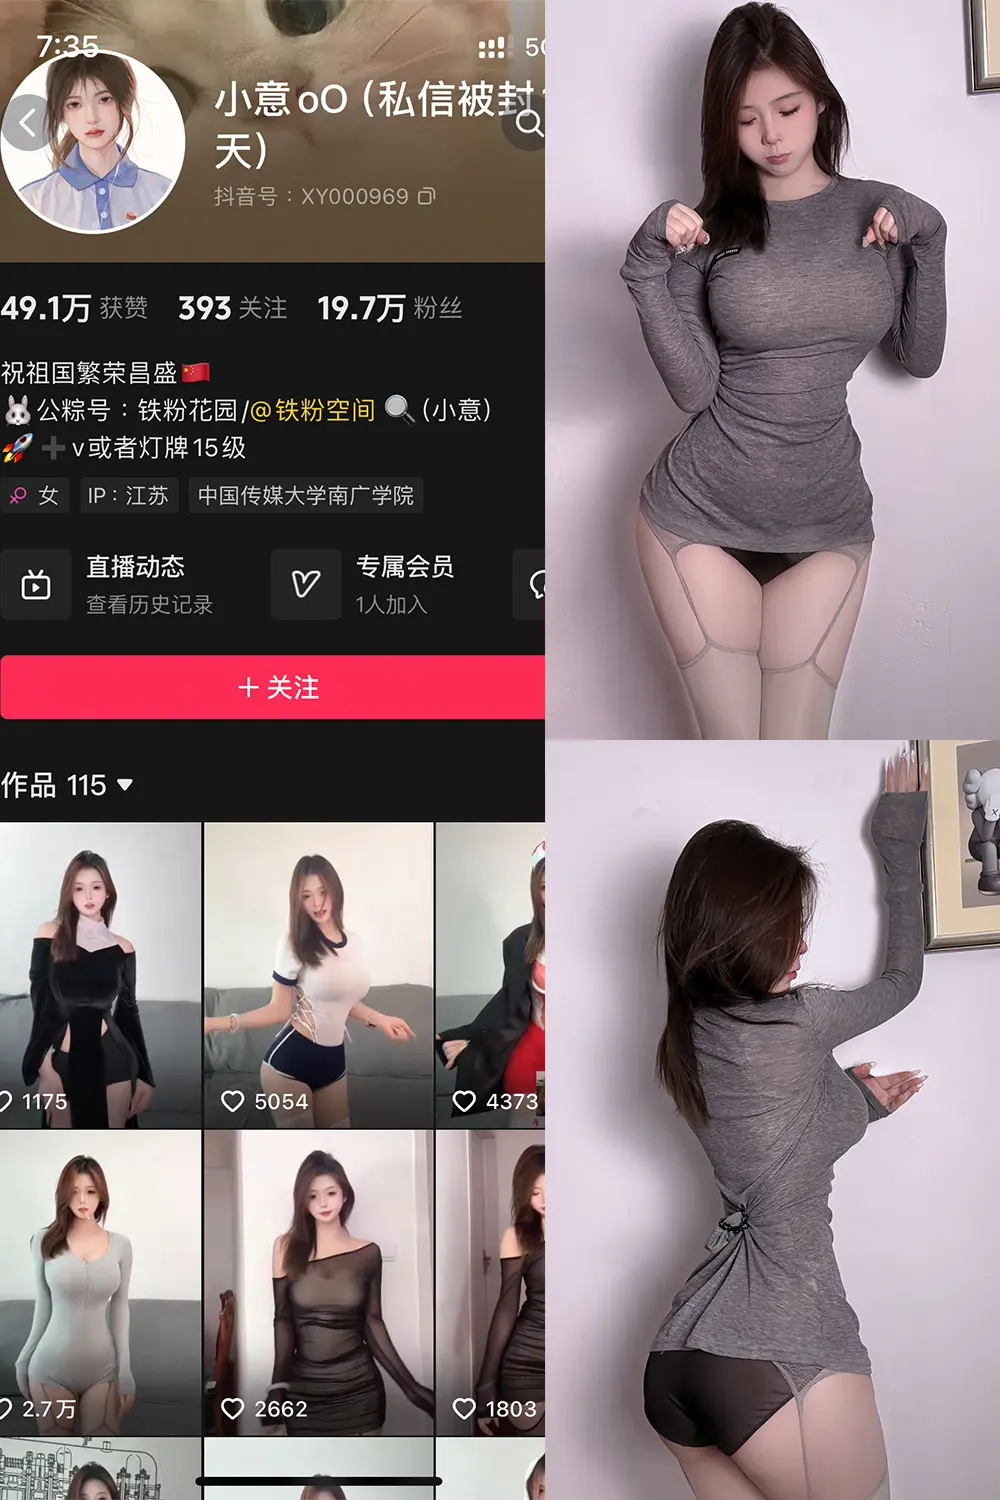 7:35
小意oO（私信被封
天）
抖音号：XY000969
49.1万 获赞 393 关注 19.7万 粉丝
祝祖国繁荣昌盛🇨🇳
🐰公粽号：铁粉花园/@铁粉空间 🔍（小意）
🚀➕v或者灯牌15级
♀ 女 IP：江苏 中国传媒大学南广学院
直播动态 专属会员
查看历史记录 1人加入
＋关注
作品 115 ▼
1175 5054 4373
2.7万 2662 1803